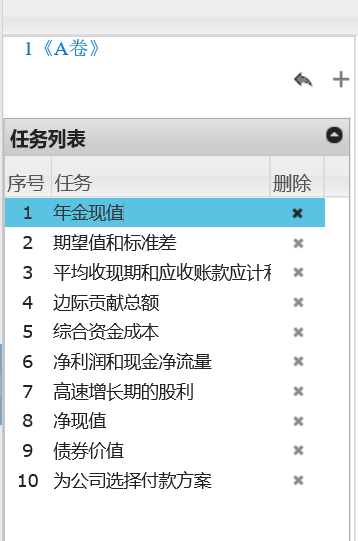 1《A卷》
任务列表
序号 任务 删除
1 年金现值
2 期望值和标准差
3 平均收现期和应收账款应计利
4 边际贡献总额
5 综合资金成本
6 净利润和现金净流量
7 高速增长期的股利
8 净现值
9 债券价值
10 为公司选择付款方案